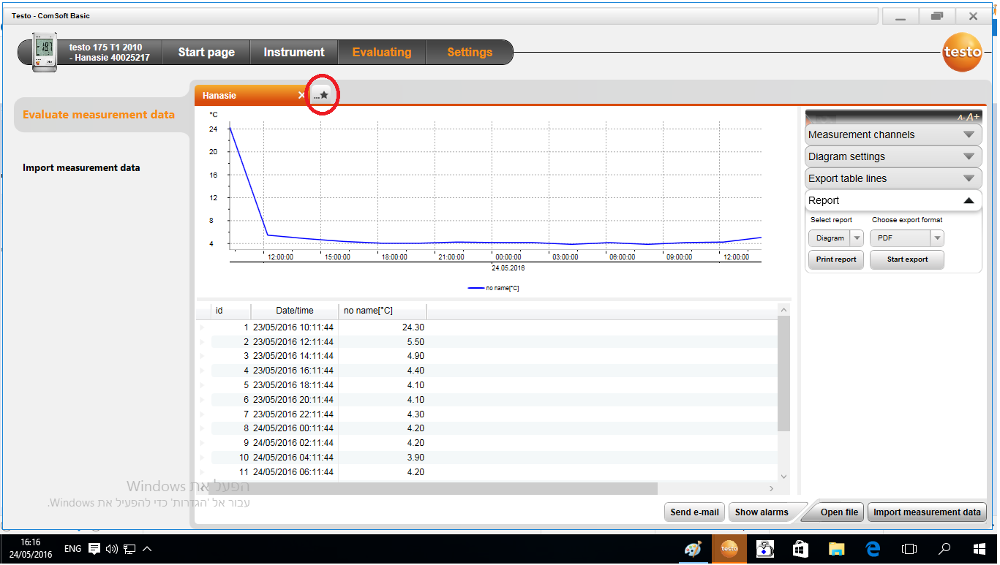 Testo - ComSoft Basic
testo 175 T1 2010
- Hanasie 40025217
Start page
Instrument
Evaluating
Settings
testo
Evaluate measurement data
Import measurement data
Hanasie
...★
°C
24
20
16
12
8
4
12:00:00 15:00:00 18:00:00 21:00:00 00:00:00 03:00:00 06:00:00 09:00:00 12:00:00
24.05.2016
no name[°C]
A- A+
Measurement channels
Diagram settings
Export table lines
Report
Select report Choose export format
Diagram PDF
Print report Start export
id Date/time no name[°C]
1 23/05/2016 10:11:44 24.30
2 23/05/2016 12:11:44 5.50
3 23/05/2016 14:11:44 4.90
4 23/05/2016 16:11:44 4.40
5 23/05/2016 18:11:44 4.10
6 23/05/2016 20:11:44 4.10
7 23/05/2016 22:11:44 4.30
8 24/05/2016 00:11:44 4.20
9 24/05/2016 02:11:44 4.20
10 24/05/2016 04:11:44 3.90
11 24/05/2016 06:11:44 4.20
הפעל את Windows
עבור אל 'הגדרות' כדי להפעיל את Windows.
Send e-mail Show alarms Open file Import measurement data
16:16
24/05/2016
ENG
testo